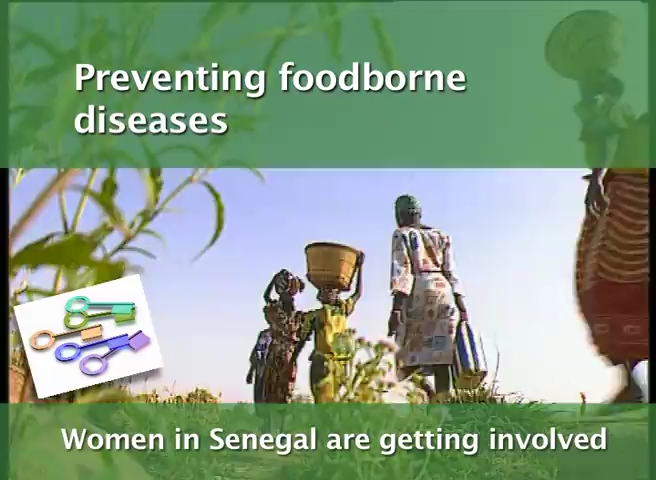 Preventing foodborne
diseases
Women in Senegal are getting involved